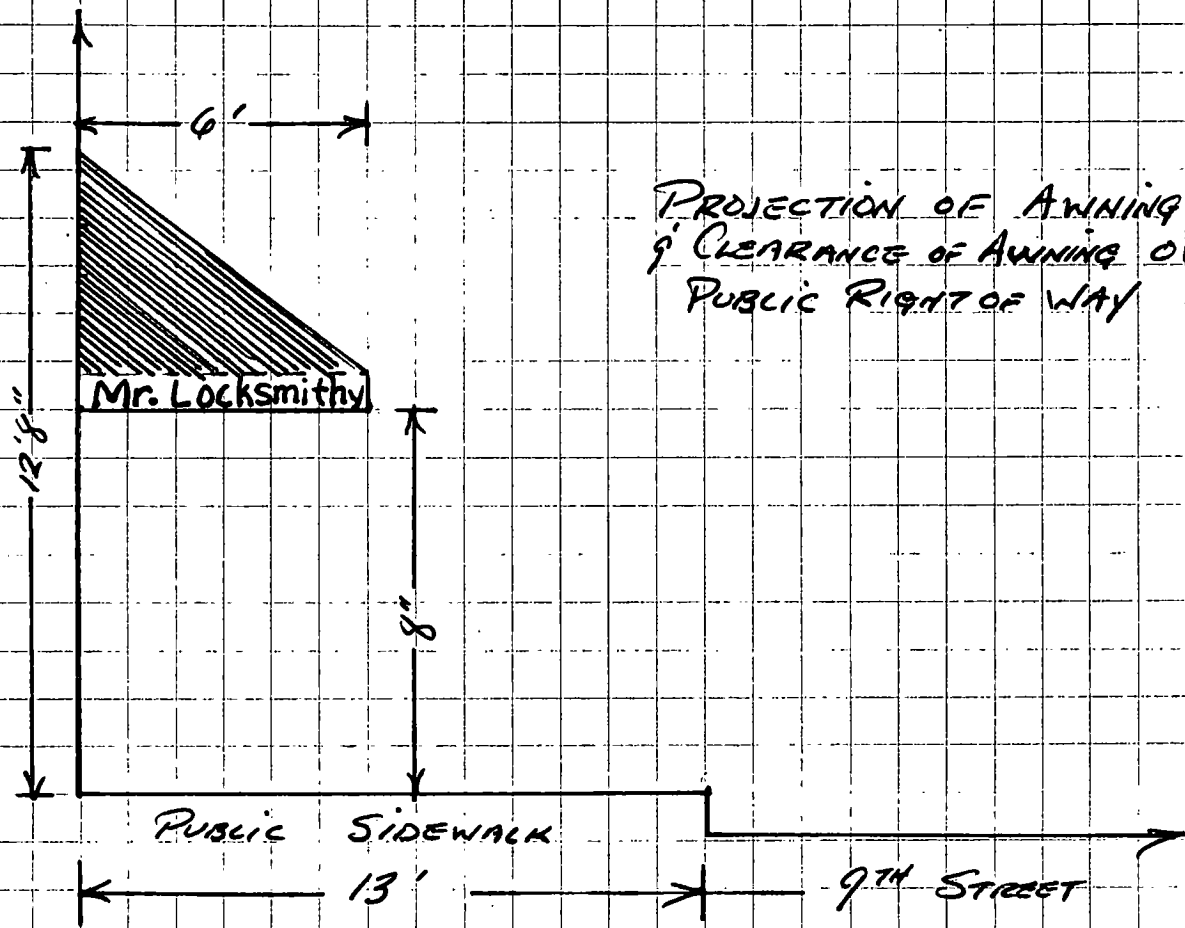 6'
PROJECTION OF AWNING
& CLEARANCE OF AWNING
PUBLIC RIGHT OF WAY
Mr. Locksmithy
12'8"
8"
PUBLIC SIDEWALK
13'
9TH STREET